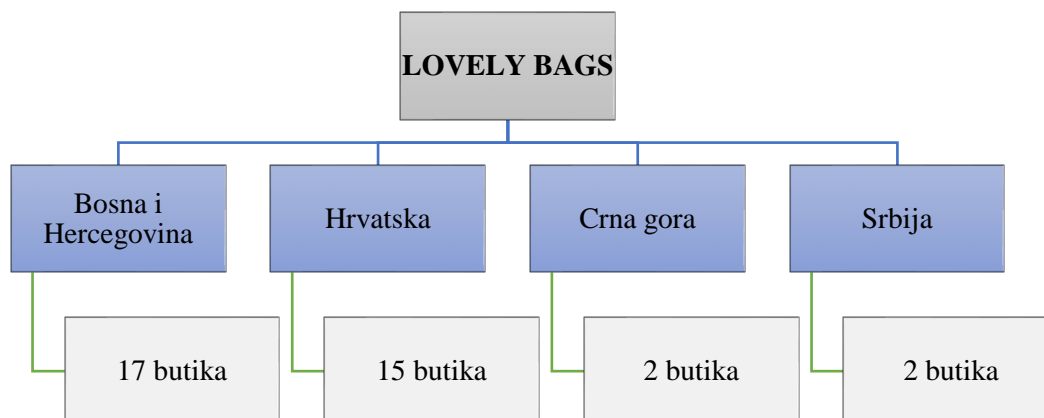 LOVELY BAGS
Bosna i
Hercegovina
Hrvatska
Crna gora
Srbija
17 butika
15 butika
2 butika
2 butika